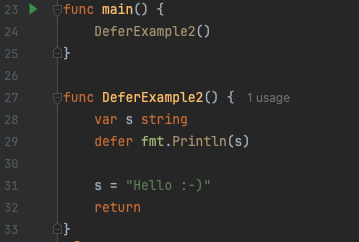 23 func main() {
24     DeferExample2()
25 }
26
27 func DeferExample2() { 1 usage
28     var s string
29     defer fmt.Println(s)
30
31     s = "Hello :-)"
32     return
33 }